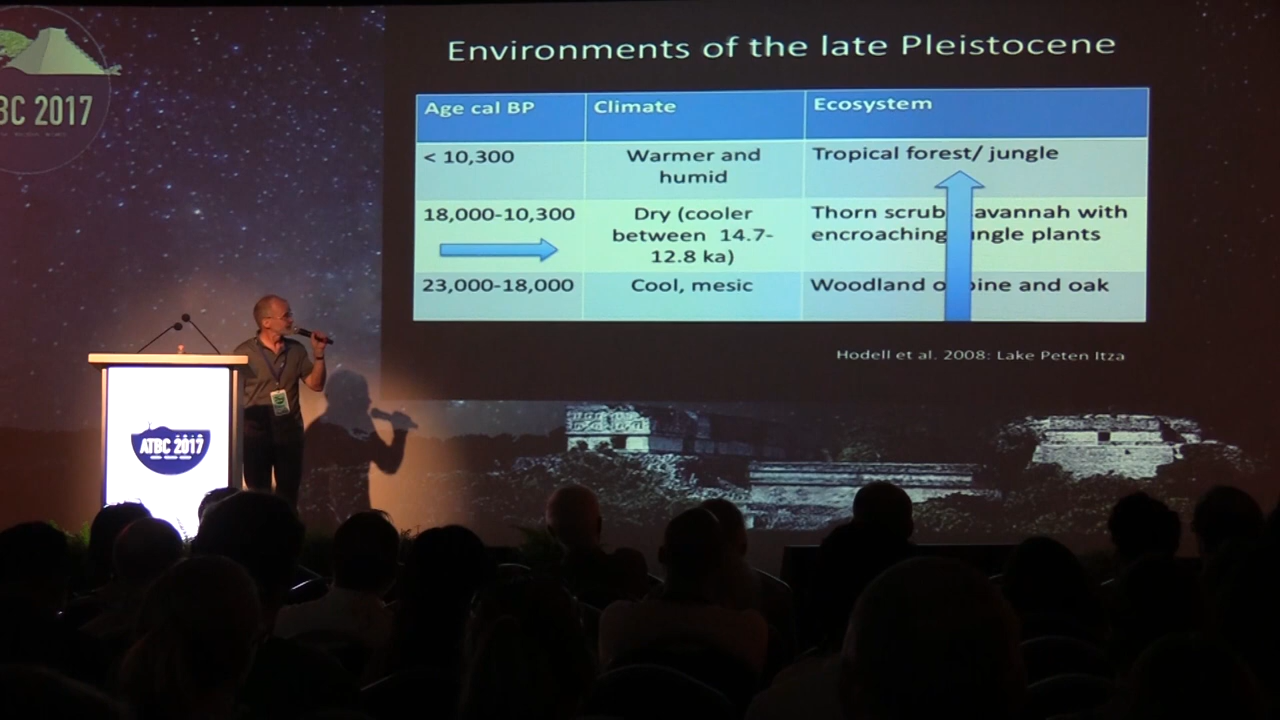 BC 2017
Environments of the late Pleistocene
Age cal BP
Climate
Ecosystem
< 10,300
Warmer and
humid
Tropical forest/ jungle
18,000-10,300
Dry (cooler
between 14.7-
12.8 ka)
Thorn scrub avannah with
encroaching ngle plants
23,000-18,000
Cool, mesic
Woodland o pine and oak
Hodell et al. 2008: Lake Peten Itza
ATBC 2017